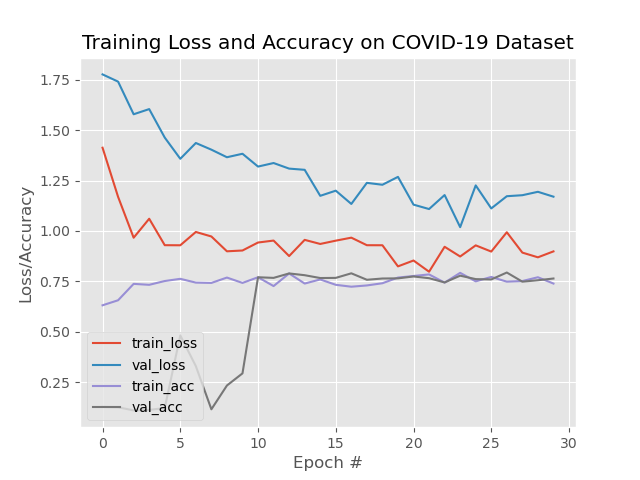 Training Loss and Accuracy on COVID-19 Dataset
1.75
1.50
1.25
1.00
0.75
0.50
0.25
Loss/Accuracy
train_loss
val_loss
train_acc
val_acc
0 5 10 15 20 25 30
Epoch #